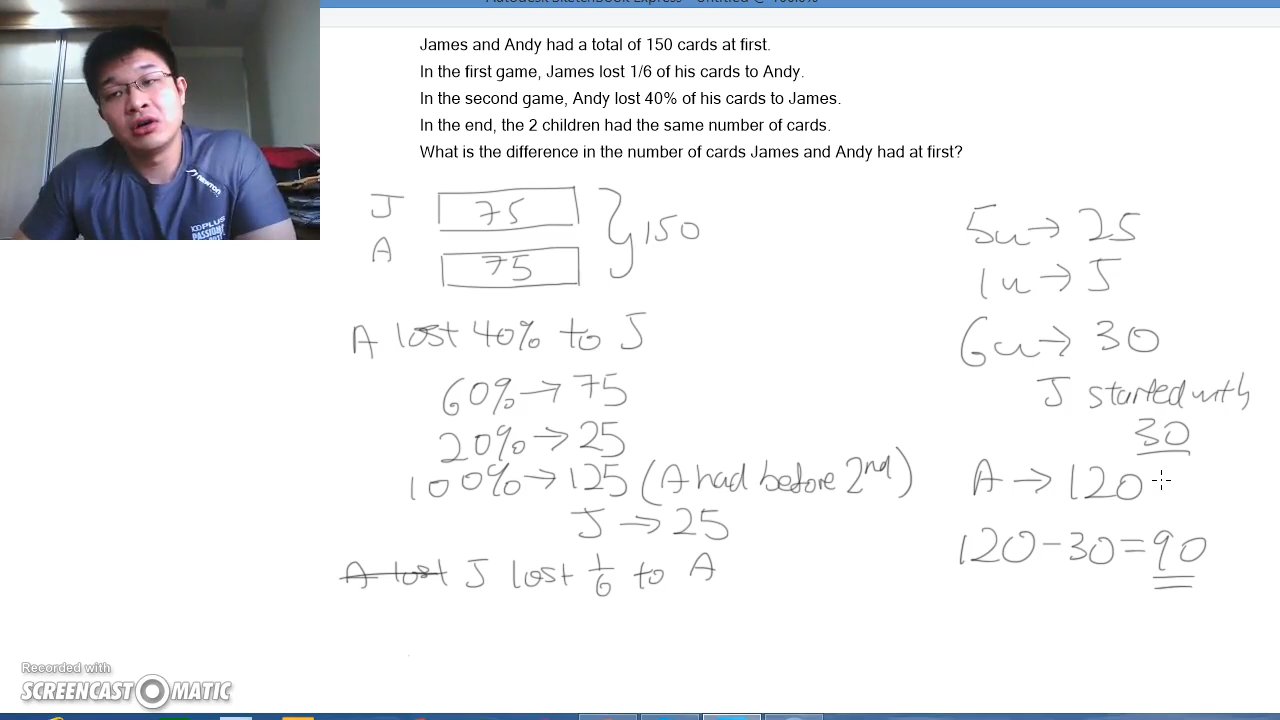 James and Andy had a total of 150 cards at first.
In the first game, James lost 1/6 of his cards to Andy.
In the second game, Andy lost 40% of his cards to James.
In the end, the 2 children had the same number of cards.
What is the difference in the number of cards James and Andy had at first?
J 75
A 75
150
A lost 40% to J
60% → 75
20% → 25
100% → 125 (A had before 2nd)
J → 25
A lost J lost 1/6 to A
5u → 25
1u → 5
6u → 30
J started with
30
A → 120
120 - 30 = 90
newton
100PLUS
PASSION
Recorded with
SCREENCAST O MATIC